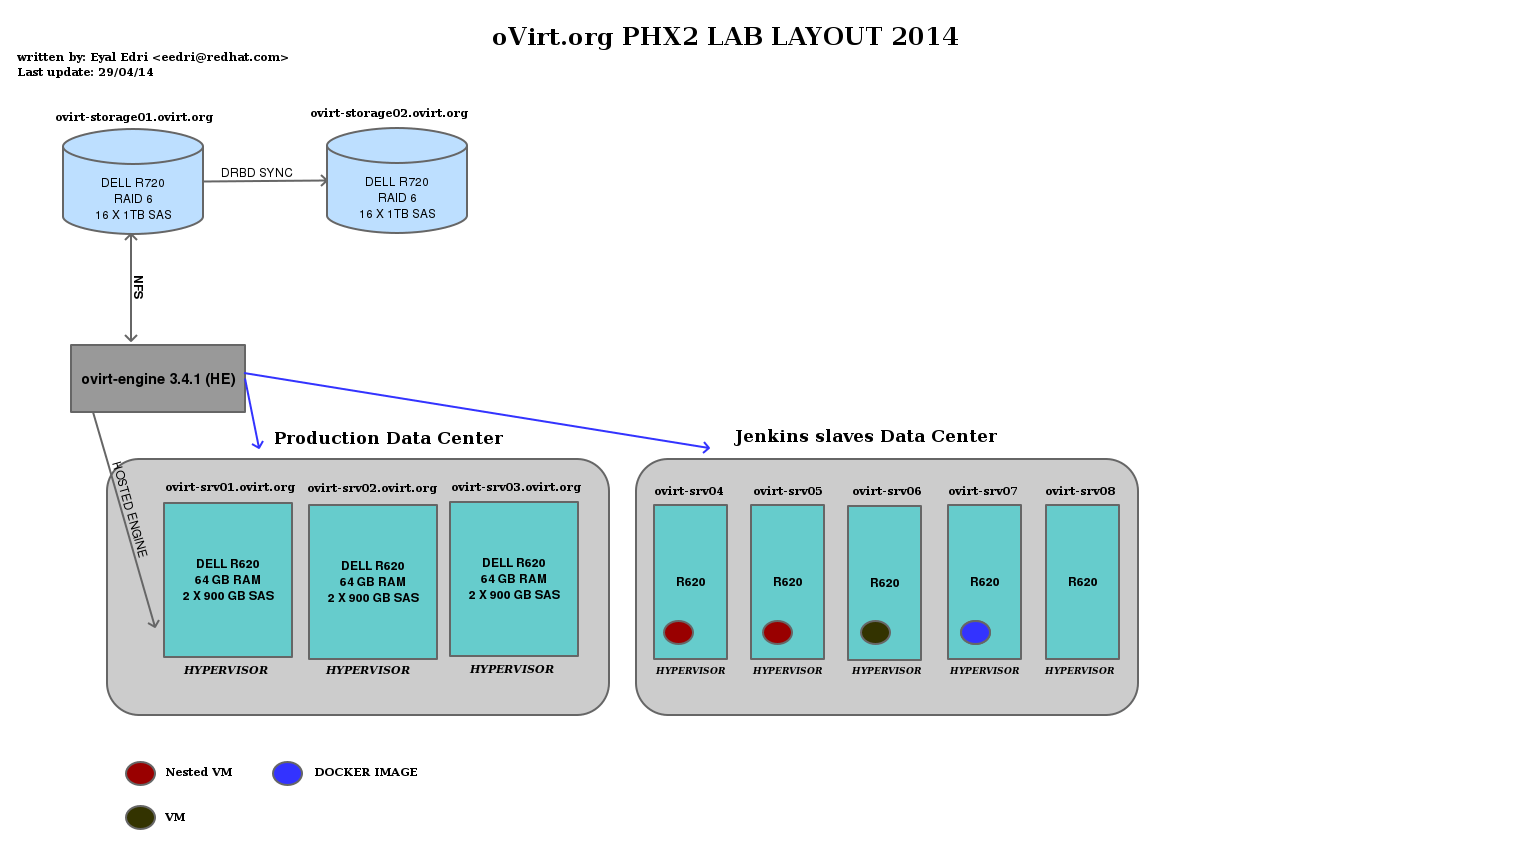 oVirt.org PHX2 LAB LAYOUT 2014
written by: Eyal Edri <eedri@redhat.com>
Last update: 29/04/14
ovirt-storage01.ovirt.org
DELL R720
RAID 6
16 X 1TB SAS
DRBD SYNC
ovirt-storage02.ovirt.org
DELL R720
RAID 6
16 X 1TB SAS
NFS
ovirt-engine 3.4.1 (HE)
HOSTED ENGINE
Production Data Center
ovirt-srv01.ovirt.org
DELL R620
64 GB RAM
2 X 900 GB SAS
HYPERVISOR
ovirt-srv02.ovirt.org
DELL R620
64 GB RAM
2 X 900 GB SAS
HYPERVISOR
ovirt-srv03.ovirt.org
DELL R620
64 GB RAM
2 X 900 GB SAS
HYPERVISOR
Jenkins slaves Data Center
ovirt-srv04
R620
HYPERVISOR
ovirt-srv05
R620
HYPERVISOR
ovirt-srv06
R620
HYPERVISOR
ovirt-srv07
R620
HYPERVISOR
ovirt-srv08
R620
HYPERVISOR
Nested VM
DOCKER IMAGE
VM